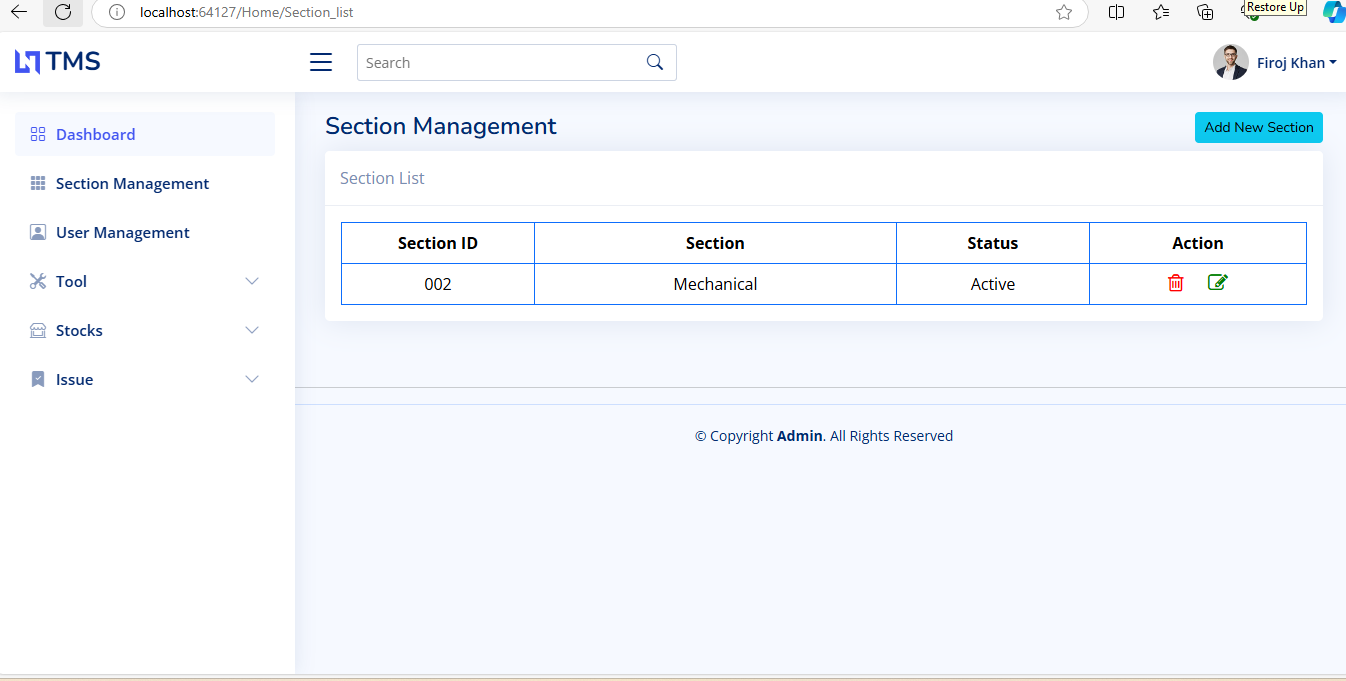 localhost:64127/Home/Section_list
Restore Up
TMS
Search
Firoj Khan
Dashboard
Section Management
User Management
Tool
Stocks
Issue
Section Management
Add New Section
Section List
Section ID Section Status Action
002 Mechanical Active
© Copyright Admin. All Rights Reserved